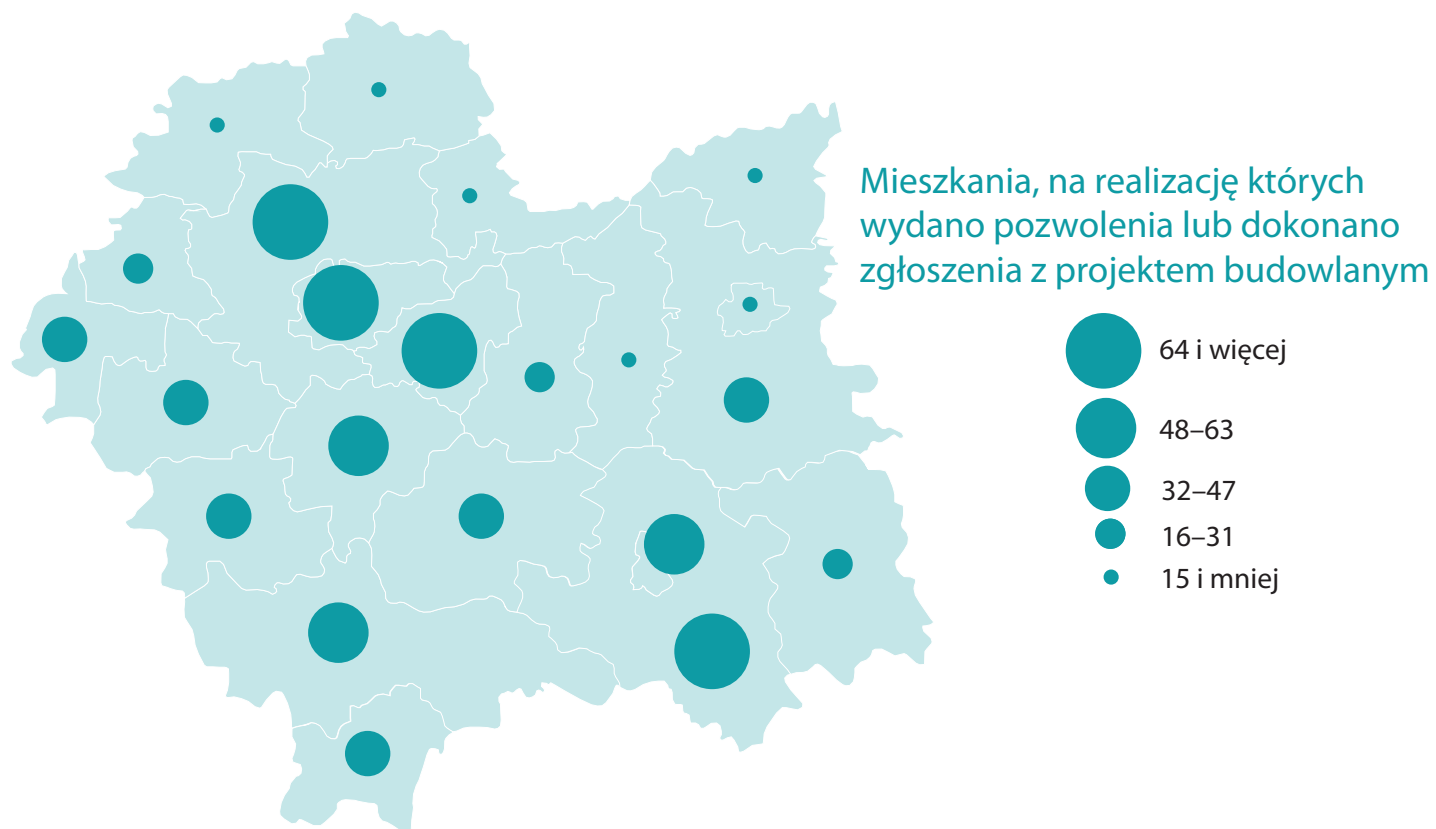 Mieszkania, na realizację których
wydano pozwolenia lub dokonano
zgłoszenia z projektem budowlanym
64 i więcej
48–63
32–47
16–31
15 i mniej